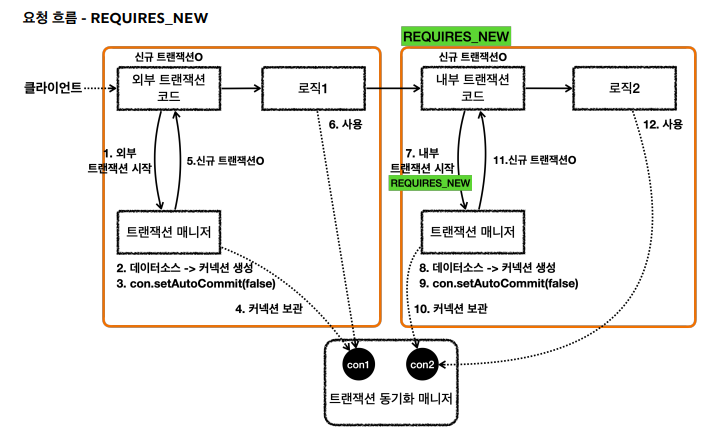 요청 흐름 - REQUIRES_NEW
REQUIRES_NEW
신규 트랜잭션O
신규 트랜잭션O
클라이언트
외부 트랜잭션
코드
로직1
내부 트랜잭션
코드
로직2
6. 사용
12. 사용
1. 외부
트랜잭션 시작
5.신규 트랜잭션O
7. 내부
트랜잭션 시작
REQUIRES_NEW
11.신규 트랜잭션O
트랜잭션 매니저
트랜잭션 매니저
2. 데이터소스 -> 커넥션 생성
3. con.setAutoCommit(false)
4. 커넥션 보관
8. 데이터소스 -> 커넥션 생성
9. con.setAutoCommit(false)
10. 커넥션 보관
con1
con2
트랜잭션 동기화 매니저